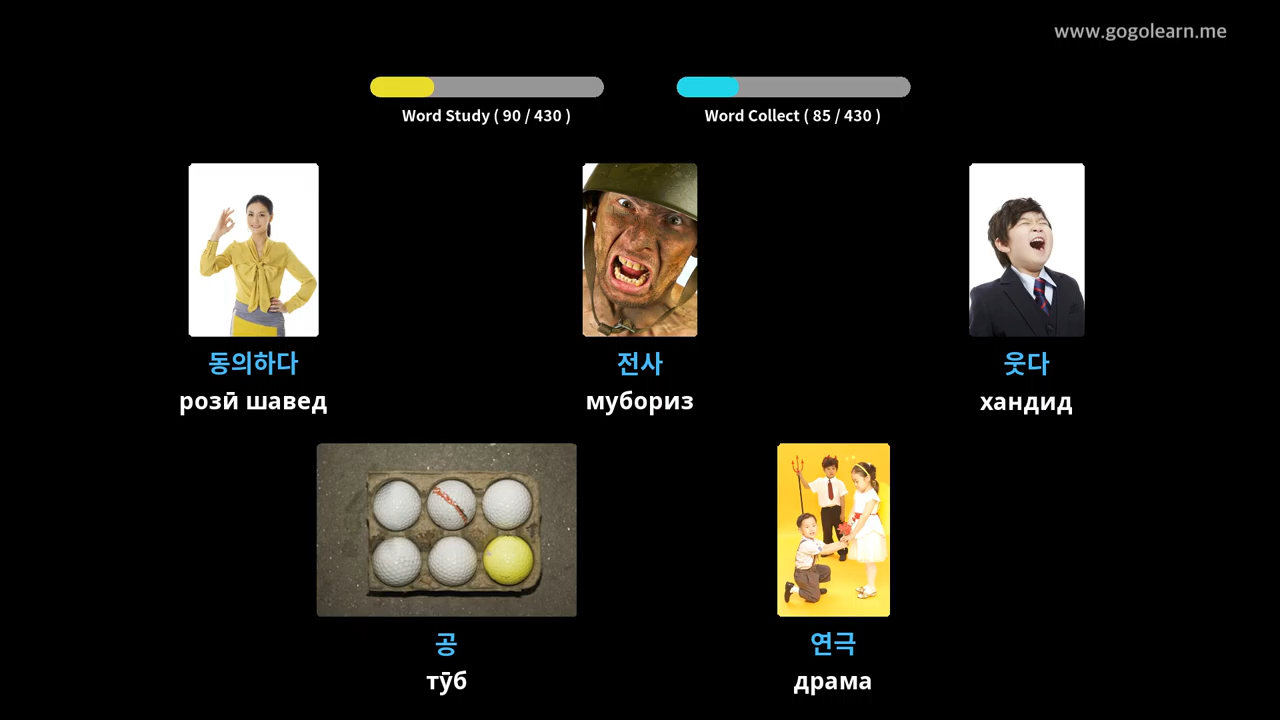 www.gogolearn.me
Word Study ( 90 / 430 )
Word Collect ( 85 / 430 )
동의하다
전사
웃다
розӣ шавед
мубориз
хандид
공
연극
тӯб
драма